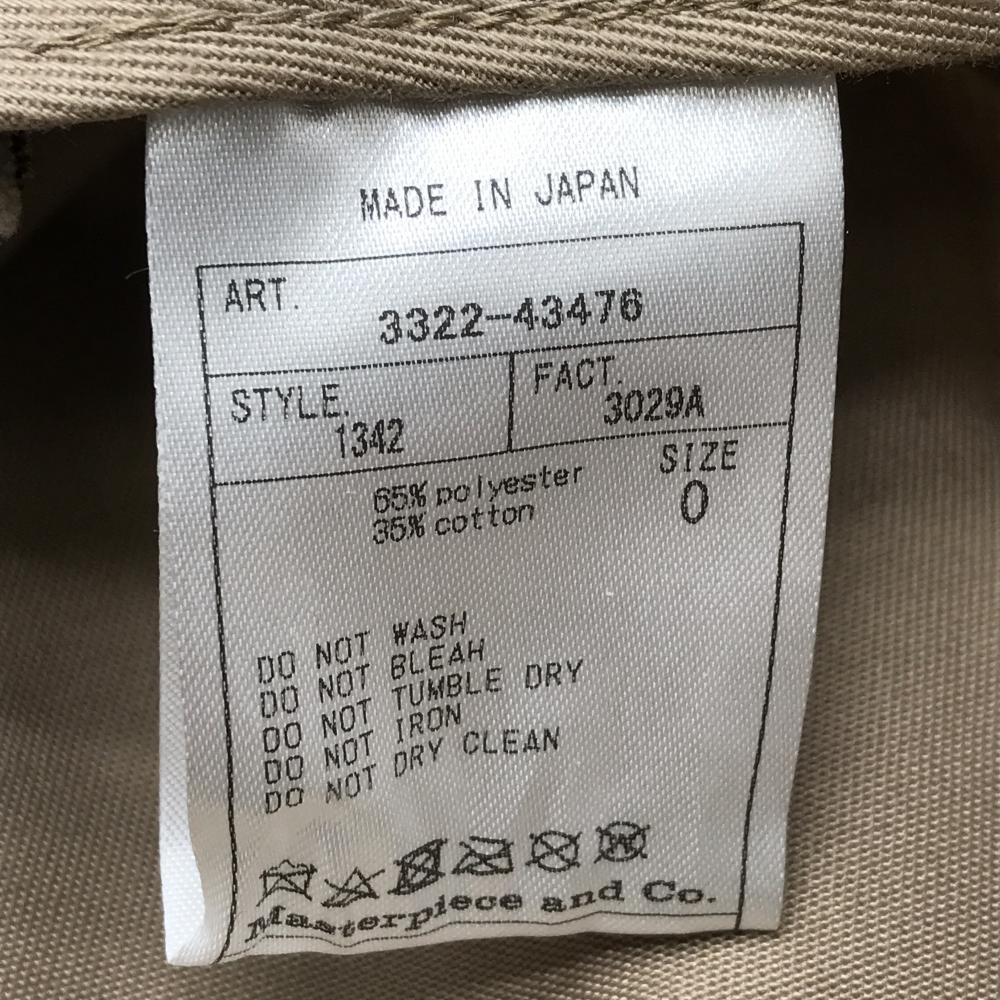 MADE IN JAPAN
ART.
3322-43476
STYLE.
1342
FACT.
3029A
65% polyester
35% cotton
SIZE
0
DO NOT WASH
DO NOT BLEAH
DO NOT TUMBLE DRY
DO NOT IRON
DO NOT DRY CLEAN
W
Masterpiece and Co.